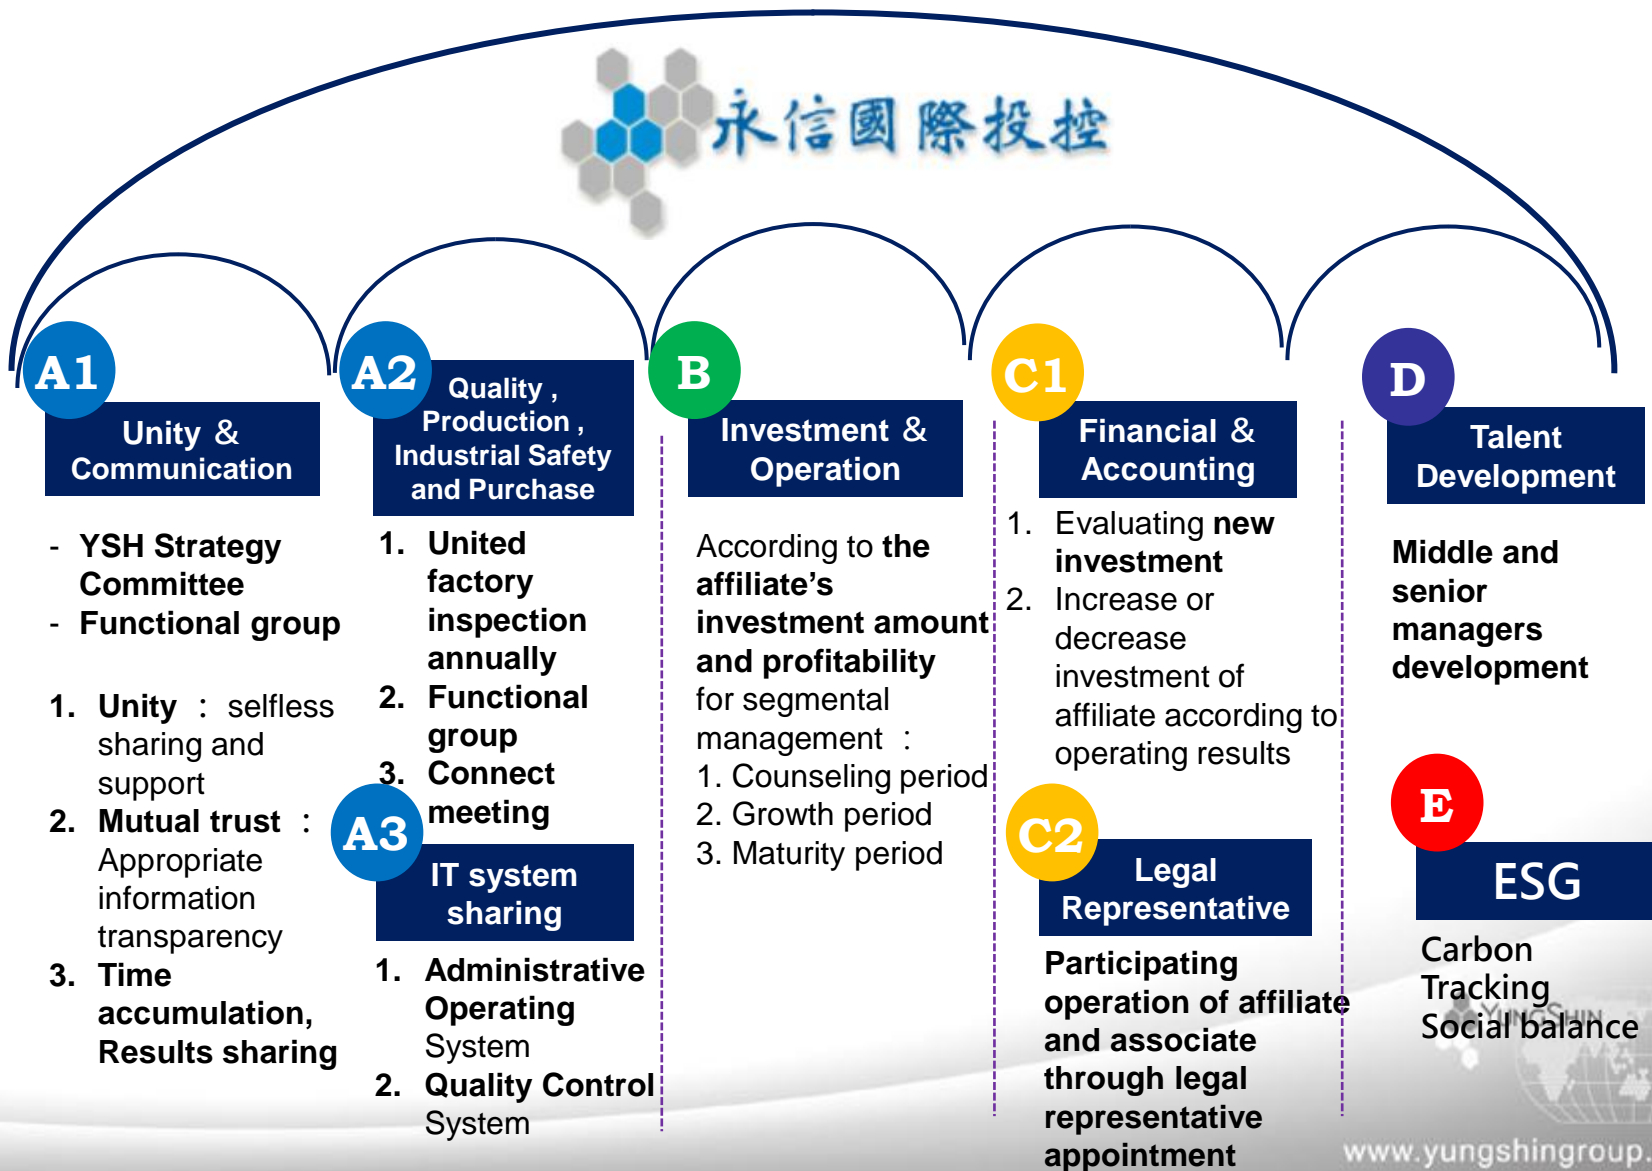 永信國際投控
A1
Unity &
Communication
- YSH Strategy
Committee
- Functional group
1. Unity : selfless
sharing and
support
2. Mutual trust :
Appropriate
information
transparency
3. Time
accumulation,
Results sharing
A2
Quality ,
Production ,
Industrial Safety
and Purchase
1. United
factory
inspection
annually
2. Functional
group
3. Connect
meeting
A3
IT system
sharing
1. Administrative
Operating
System
2. Quality Control
System
B
Investment &
Operation
According to the
affiliate’s
investment amount
and profitability
for segmental
management :
1. Counseling period
2. Growth period
3. Maturity period
C1
Financial &
Accounting
1. Evaluating new
investment
2. Increase or
decrease
investment of
affiliate according to
operating results
C2
Legal
Representative
Participating
operation of affiliate
and associate
through legal
representative
appointment
D
Talent
Development
Middle and
senior
managers
development
E
ESG
Carbon
Tracking
Social balance
YUNGSHIN
www.yungshingroup.